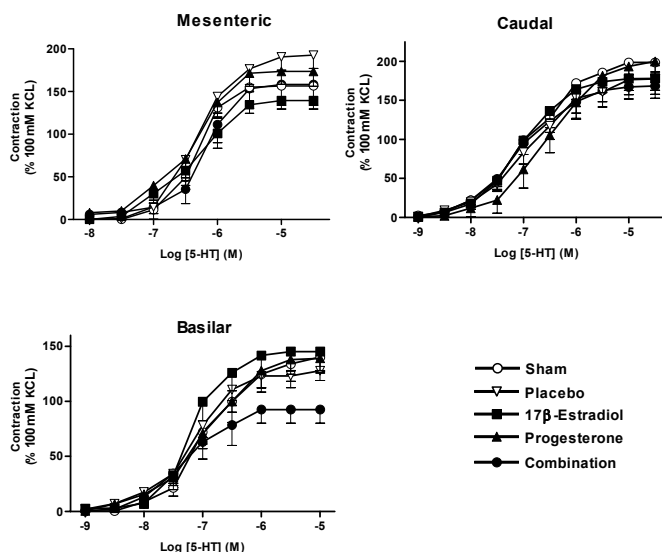 Mesenteric
Caudal
Contraction
(% 100 mM KCL)
200
150
100
50
0
-8
-7
-6
-5
Log [5-HT] (M)
Contraction
(% 100 mM KCL)
200
150
100
50
0
-9
-8
-7
-6
-5
Log [5-HT] (M)
Basilar
Contraction
(% 100 mM KCL)
150
100
50
0
-9
-8
-7
-6
-5
Log [5-HT] (M)
Sham
Placebo
17β-Estradiol
Progesterone
Combination